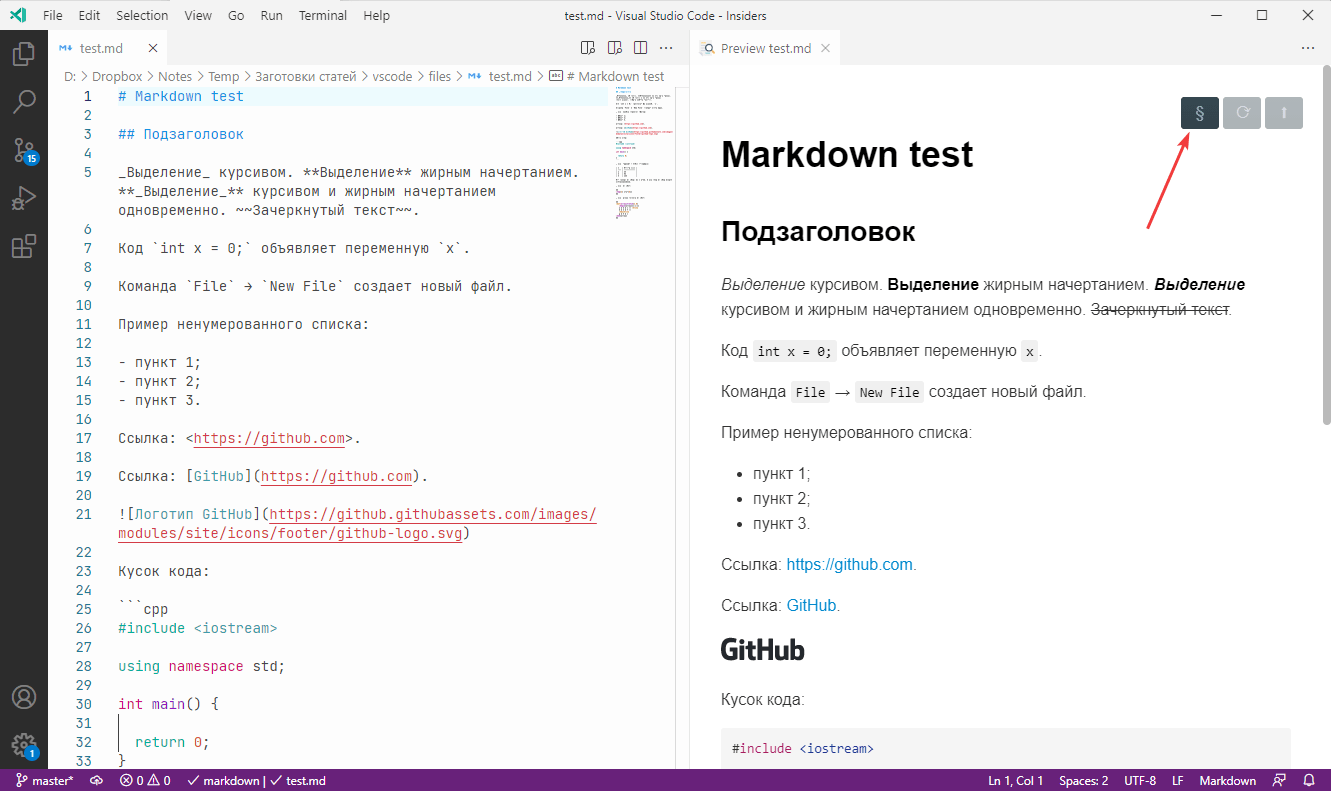 File Edit Selection View Go Run Terminal Help test.md - Visual Studio Code - Insiders
test.md
Preview test.md
D: > Dropbox > Notes > Temp > Заготовки статей > vscode > files > test.md > # Markdown test
1 # Markdown test
2
3 ## Подзаголовок
4
5 _Выделение_ курсивом. **Выделение** жирным начертанием.
**_Выделение_** курсивом и жирным начертанием
одновременно. ~~Зачеркнутый текст~~.
6
7 Код `int x = 0;` объявляет переменную `x`.
8
9 Команда `File` → `New File` создает новый файл.
10
11 Пример ненумерованного списка:
12
13 - пункт 1;
14 - пункт 2;
15 - пункт 3.
16
17 Ссылка: <https://github.com>.
18
19 Ссылка: [GitHub](https://github.com).
20
21 ![Логотип GitHub](https://github.githubassets.com/images/
modules/site/icons/footer/github-logo.svg)
22
23 Кусок кода:
24
25 ```cpp
26 #include <iostream>
27
28 using namespace std;
29
30 int main() {
31
32 return 0;
33 }
§
Markdown test
Подзаголовок
Выделение курсивом. Выделение жирным начертанием. Выделение
курсивом и жирным начертанием одновременно. Зачеркнутый текст.
Код int x = 0; объявляет переменную x.
Команда File → New File создает новый файл.
Пример ненумерованного списка:
• пункт 1;
• пункт 2;
• пункт 3.
Ссылка: https://github.com.
Ссылка: GitHub.
GitHub
Кусок кода:
#include <iostream>
15
1
master* 0 0 markdown | test.md Ln 1, Col 1 Spaces: 2 UTF-8 LF Markdown